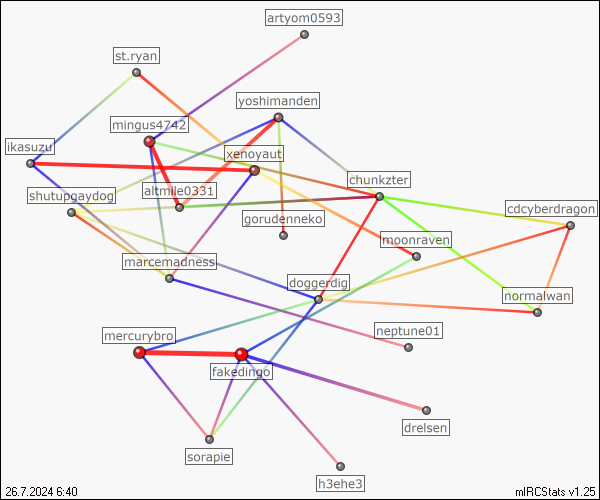 artyom0593
st.ryan
yoshimanden
mingus4742
ikasuzu
xenoyaut
chunkzter
altmile0331
shutupgaydog
cdcyberdragon
gorudenneko
moonraven
marcemadness
doggerdig
normalwan
neptune01
mercurybro
fakedingo
drelsen
sorapie
h3ehe3
26.7.2024 6:40 mIRCStats v1.25